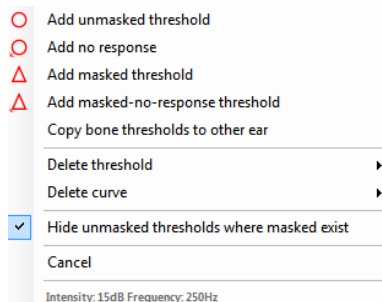 Add unmasked threshold
Add no response
Add masked threshold
Add masked-no-response threshold
Copy bone thresholds to other ear
Delete threshold
Delete curve
Hide unmasked thresholds where masked exist
Cancel
Intensity: 15dB Frequency: 250Hz